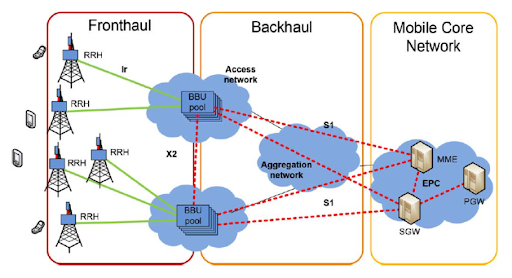 Fronthaul
Backhaul
Mobile Core
Network
RRH
Ir
Access
network
BBU
pool
S1
RRH
X2
RRH
RRH
Aggregation
network
MME
EPC
PGW
BBU
pool
S1
SGW
RRH